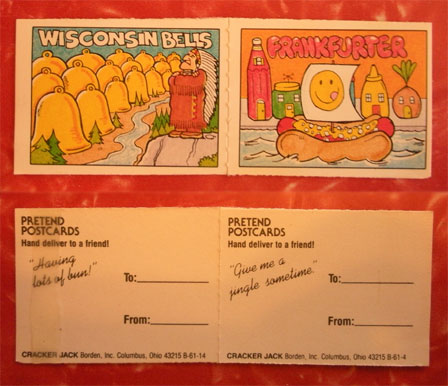 WISCONSIN BELLS
FRANKFURTER
PRETEND
POSTCARDS
Hand deliver to a friend!
"Having
lots of bun!"
To:
From:
CRACKER JACK Borden, Inc. Columbus, Ohio 43215 B-61-14
PRETEND
POSTCARDS
Hand deliver to a friend!
"Give me a
jingle sometime."
To:
From:
CRACKER JACK Borden, Inc. Columbus, Ohio 43215 B-61-4